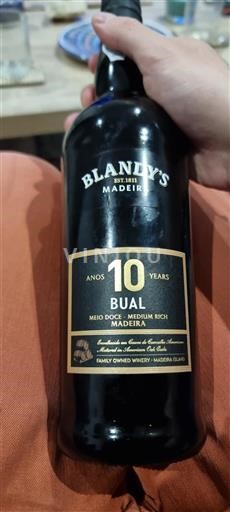 BLANDY'S
EST. 1811
MADEIRA
VINTOU
ANOS 10 YEARS
BUAL
MEIO DOCE - MEDIUM RICH
MADEIRA
Envelhecido em Cascos de Carvalho Americano
Matured in American Oak Casks
FAMILY OWNED WINERY - MADEIRA ISLAND